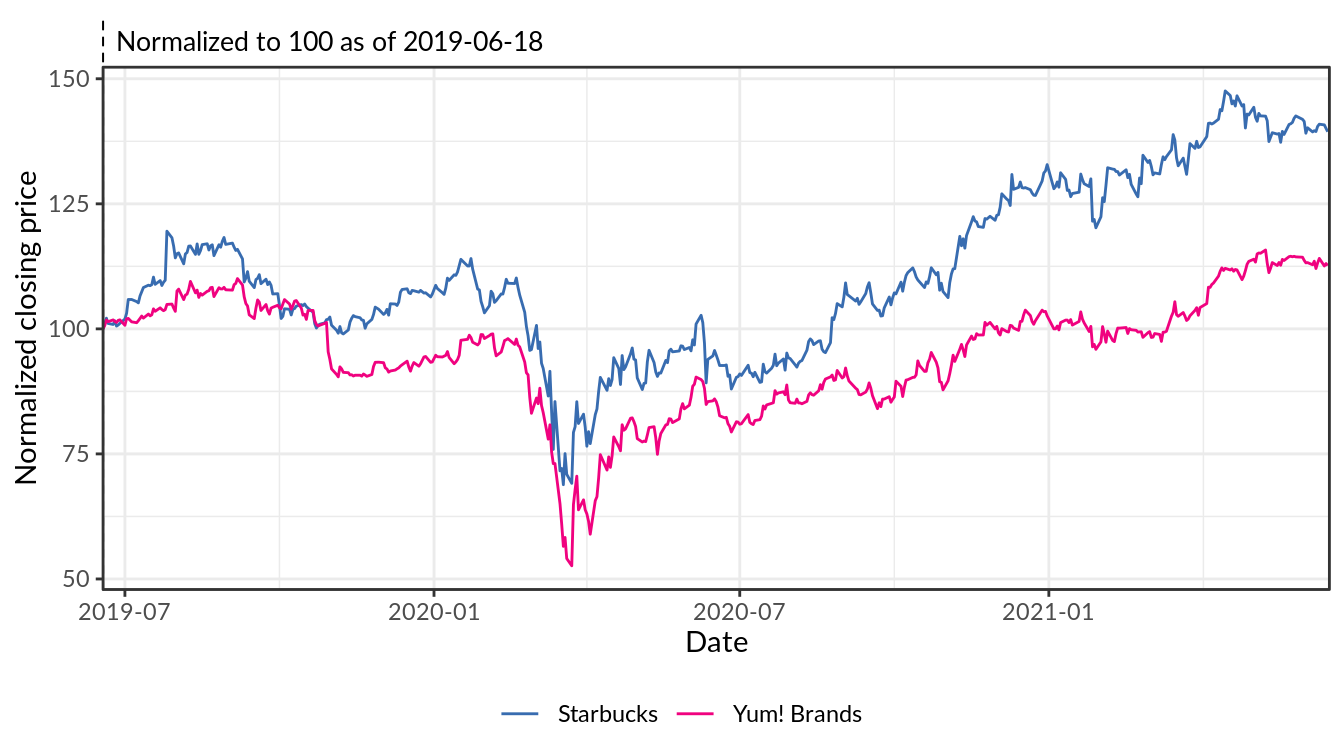 Normalized to 100 as of 2019-06-18
150
125
100
75
50
Normalized closing price
2019-07 2020-01 2020-07 2021-01
Date
Starbucks Yum! Brands